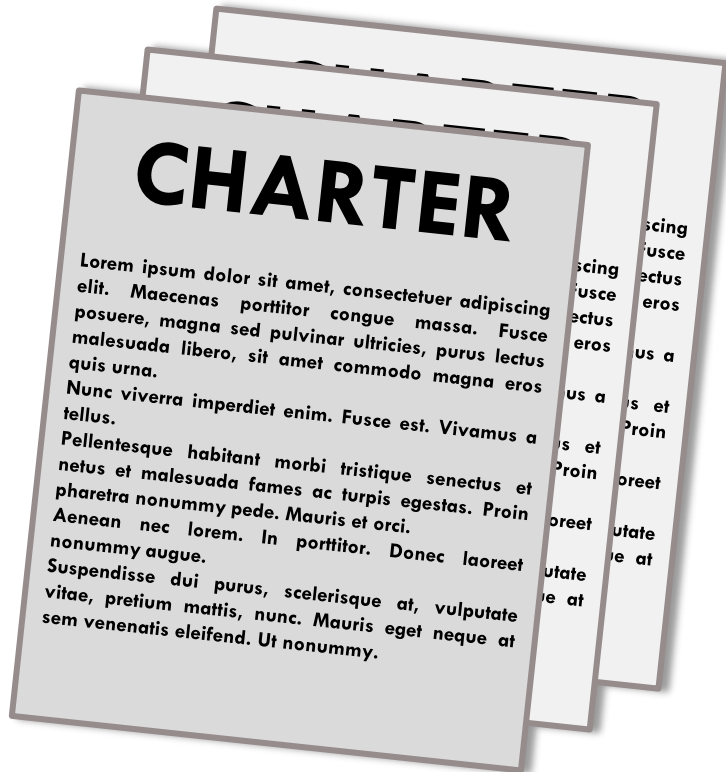 CHARTER
Lorem ipsum dolor sit amet, consectetuer adipiscing
elit. Maecenas porttitor congue massa. Fusce
posuere, magna sed pulvinar ultricies, purus lectus
malesuada libero, sit amet commodo magna eros
quis urna.
Nunc viverra imperdiet enim. Fusce est. Vivamus a
tellus.
Pellentesque habitant morbi tristique senectus et
netus et malesuada fames ac turpis egestas. Proin
pharetra nonummy pede. Mauris et orci.
Aenean nec lorem. In porttitor. Donec laoreet
nonummy augue.
Suspendisse dui purus, scelerisque at, vulputate
vitae, pretium mattis, nunc. Mauris eget neque at
sem venenatis eleifend. Ut nonummy.